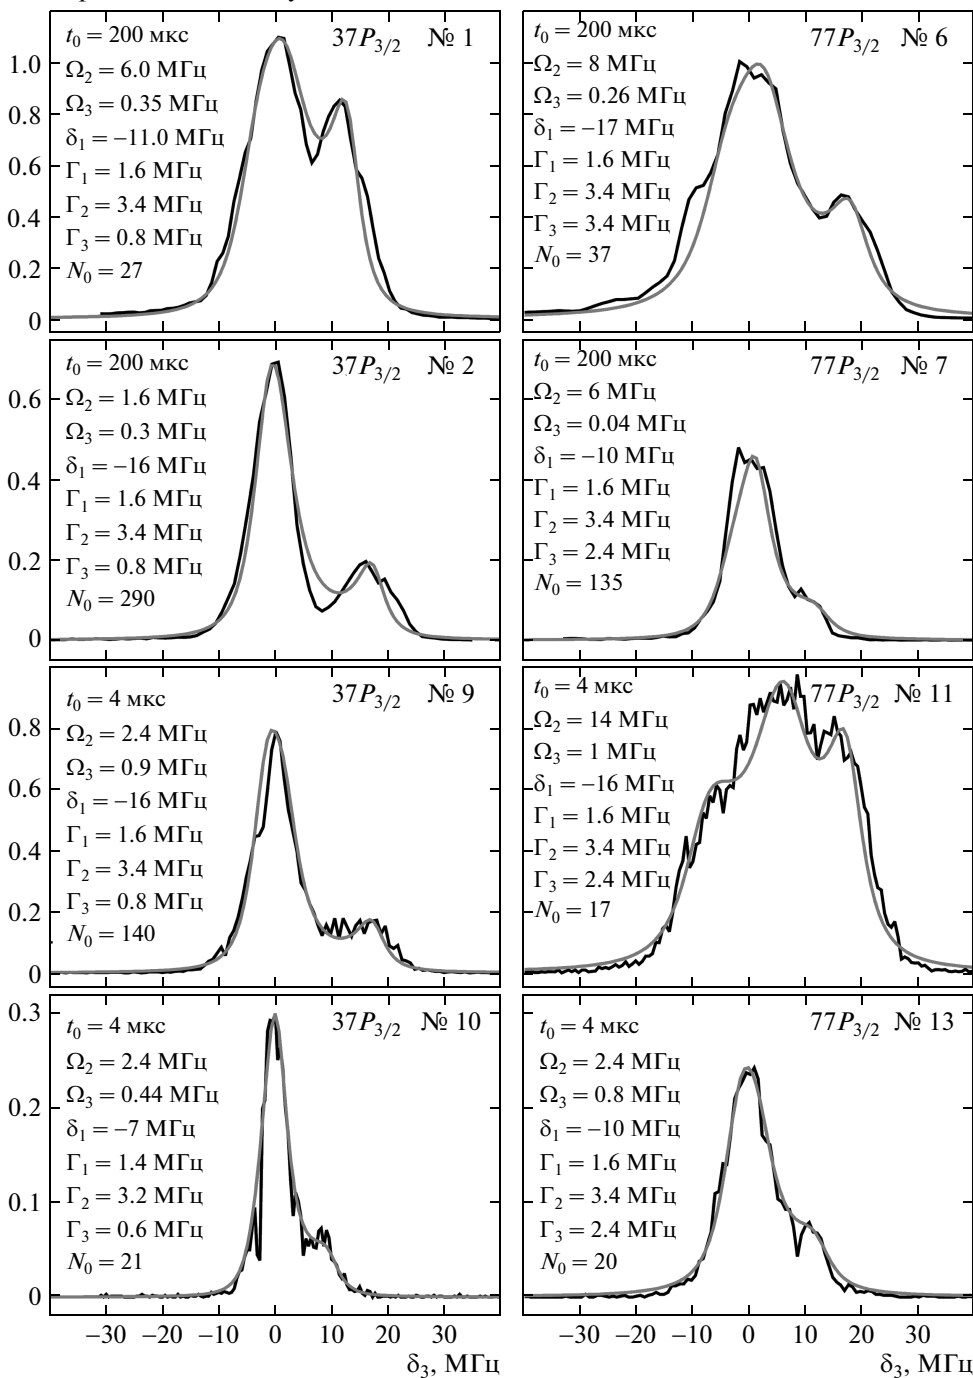 t₀ = 200 мкс 37P₃/₂ № 1
Ω₂ = 6.0 МГц
Ω₃ = 0.35 МГц
δ₁ = −11.0 МГц
Γ₁ = 1.6 МГц
Γ₂ = 3.4 МГц
Γ₃ = 0.8 МГц
N₀ = 27
1.0
0.8
0.6
0.4
0.2
0
t₀ = 200 мкс 77P₃/₂ № 6
Ω₂ = 8 МГц
Ω₃ = 0.26 МГц
δ₁ = −17 МГц
Γ₁ = 1.6 МГц
Γ₂ = 3.4 МГц
Γ₃ = 3.4 МГц
N₀ = 37
t₀ = 200 мкс 37P₃/₂ № 2
Ω₂ = 1.6 МГц
Ω₃ = 0.3 МГц
δ₁ = −16 МГц
Γ₁ = 1.6 МГц
Γ₂ = 3.4 МГц
Γ₃ = 0.8 МГц
N₀ = 290
0.6
0.4
0.2
0
t₀ = 200 мкс 77P₃/₂ № 7
Ω₂ = 6 МГц
Ω₃ = 0.04 МГц
δ₁ = −10 МГц
Γ₁ = 1.6 МГц
Γ₂ = 3.4 МГц
Γ₃ = 2.4 МГц
N₀ = 135
t₀ = 4 мкс 37P₃/₂ № 9
Ω₂ = 2.4 МГц
Ω₃ = 0.9 МГц
δ₁ = −16 МГц
Γ₁ = 1.6 МГц
Γ₂ = 3.4 МГц
Γ₃ = 0.8 МГц
N₀ = 140
0.8
0.6
0.4
0.2
0
t₀ = 4 мкс 77P₃/₂ № 11
Ω₂ = 14 МГц
Ω₃ = 1 МГц
δ₁ = −16 МГц
Γ₁ = 1.6 МГц
Γ₂ = 3.4 МГц
Γ₃ = 2.4 МГц
N₀ = 17
t₀ = 4 мкс 37P₃/₂ № 10
Ω₂ = 2.4 МГц
Ω₃ = 0.44 МГц
δ₁ = −7 МГц
Γ₁ = 1.4 МГц
Γ₂ = 3.2 МГц
Γ₃ = 0.6 МГц
N₀ = 21
0.3
0.2
0.1
0
−30 −20 −10 0 10 20 30
δ₃, МГц
t₀ = 4 мкс 77P₃/₂ № 13
Ω₂ = 2.4 МГц
Ω₃ = 0.8 МГц
δ₁ = −10 МГц
Γ₁ = 1.6 МГц
Γ₂ = 3.4 МГц
Γ₃ = 2.4 МГц
N₀ = 20
−30 −20 −10 0 10 20 30
δ₃, МГц